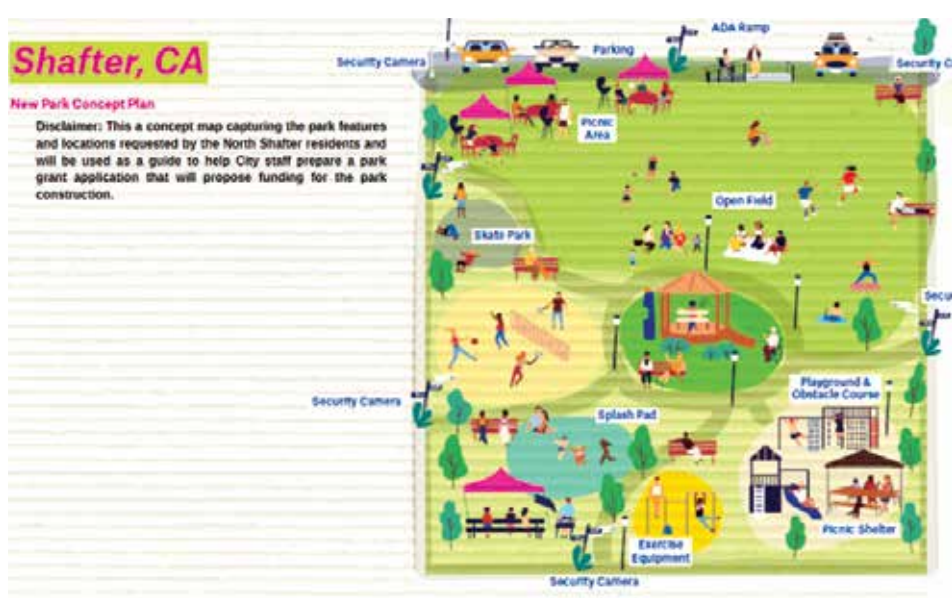 Shafter, CA
New Park Concept Plan
Disclaimer: This a concept map capturing the park features
and locations requested by the North Shafter residents and
will be used as a guide to help City staff prepare a park
grant application that will propose funding for the park
construction.
ADA Ramp
Parking
Security Camera
Security C
Picnic
Area
Open Field
Skate Park
Secu
Playground &
Obstacle Course
Security Camera
Splash Pad
Picnic Shelter
Exercise
Equipment
Security Camera